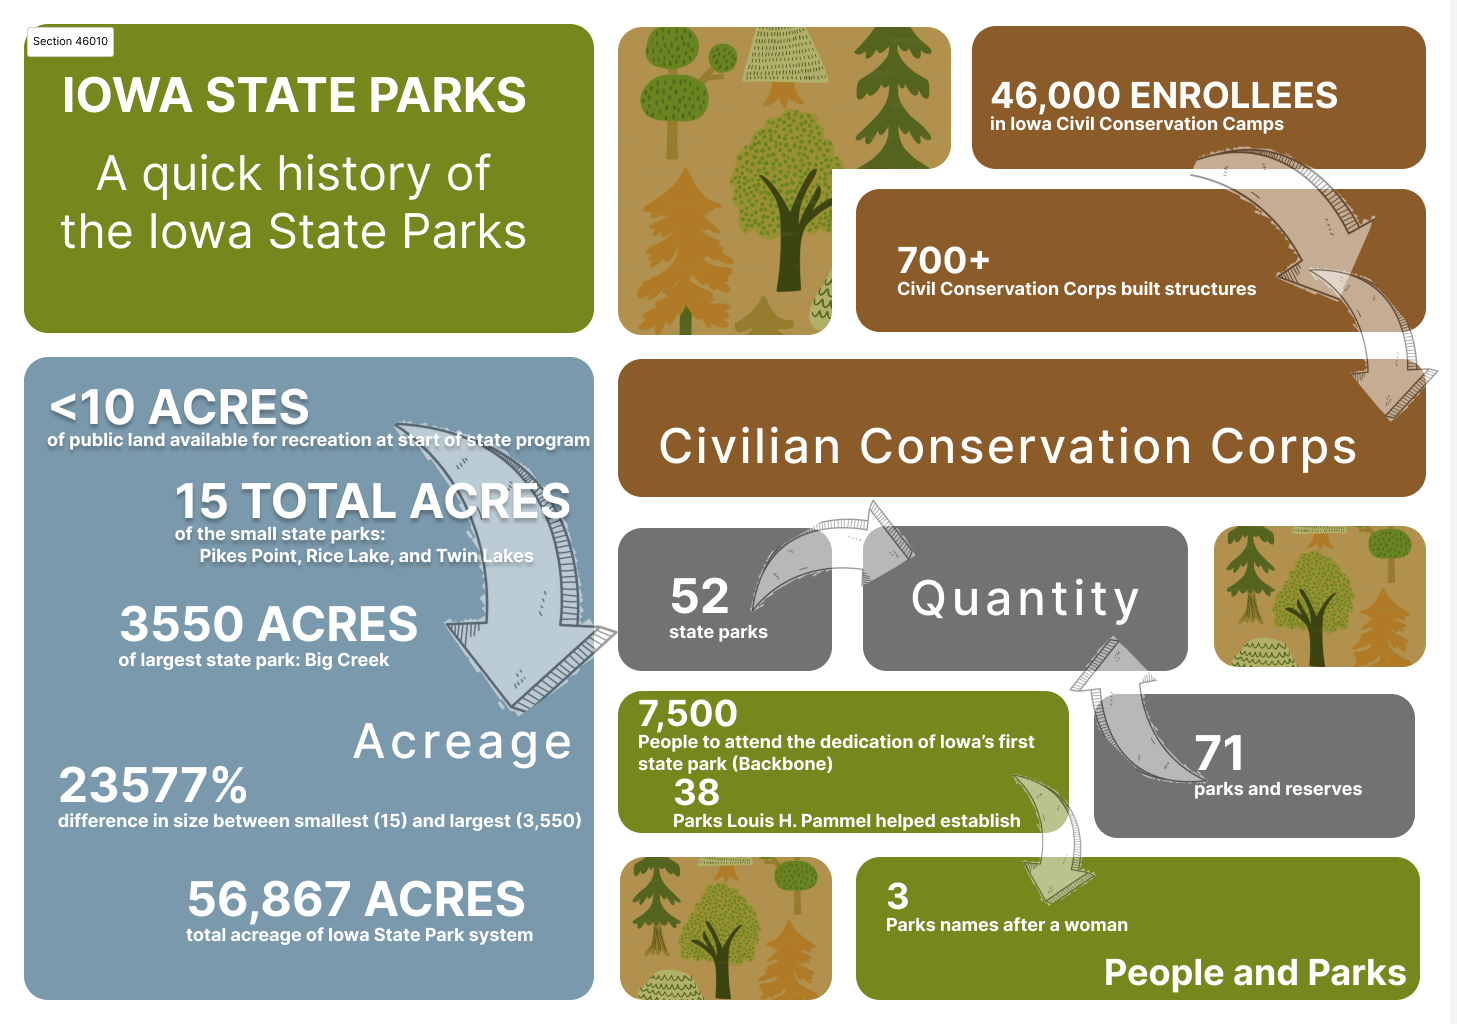 Section 46010
IOWA STATE PARKS
A quick history of
the Iowa State Parks
46,000 ENROLLEES
in Iowa Civil Conservation Camps
700+
Civil Conservation Corps built structures
Civilian Conservation Corps
<10 ACRES
of public land available for recreation at start of state program
15 TOTAL ACRES
of the small state parks:
Pikes Point, Rice Lake, and Twin Lakes
3550 ACRES
of largest state park: Big Creek
Acreage
23577%
difference in size between smallest (15) and largest (3,550)
56,867 ACRES
total acreage of Iowa State Park system
52
state parks
Quantity
71
parks and reserves
7,500
People to attend the dedication of Iowa’s first
state park (Backbone)
38
Parks Louis H. Pammel helped establish
3
Parks names after a woman
People and Parks